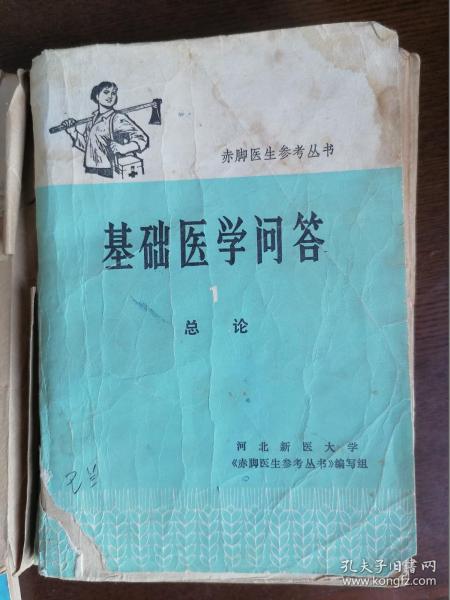 赤脚医生参考丛书
基础医学问答
1
总论
河北新医大学
《赤脚医生参考丛书》编写组
孔夫子旧书网
www.kongfz.com